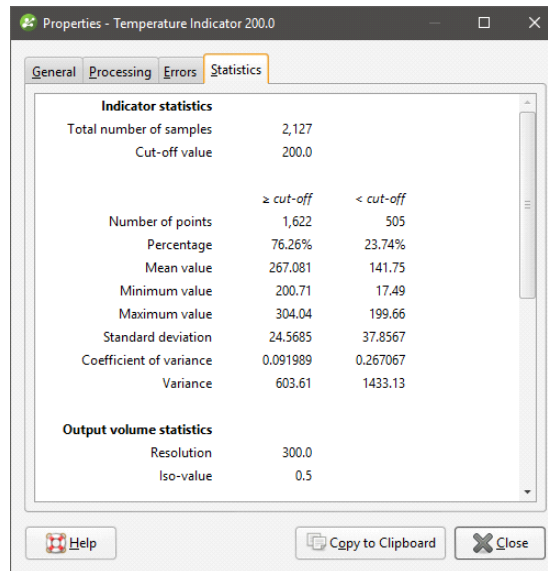 Properties - Temperature Indicator 200.0
General Processing Errors Statistics
Indicator statistics
Total number of samples 2,127
Cut-off value 200.0
≥ cut-off < cut-off
Number of points 1,622 505
Percentage 76.26% 23.74%
Mean value 267.081 141.75
Minimum value 200.71 17.49
Maximum value 304.04 199.66
Standard deviation 24.5685 37.8567
Coefficient of variance 0.091989 0.267067
Variance 603.61 1433.13
Output volume statistics
Resolution 300.0
Iso-value 0.5
Help Copy to Clipboard Close